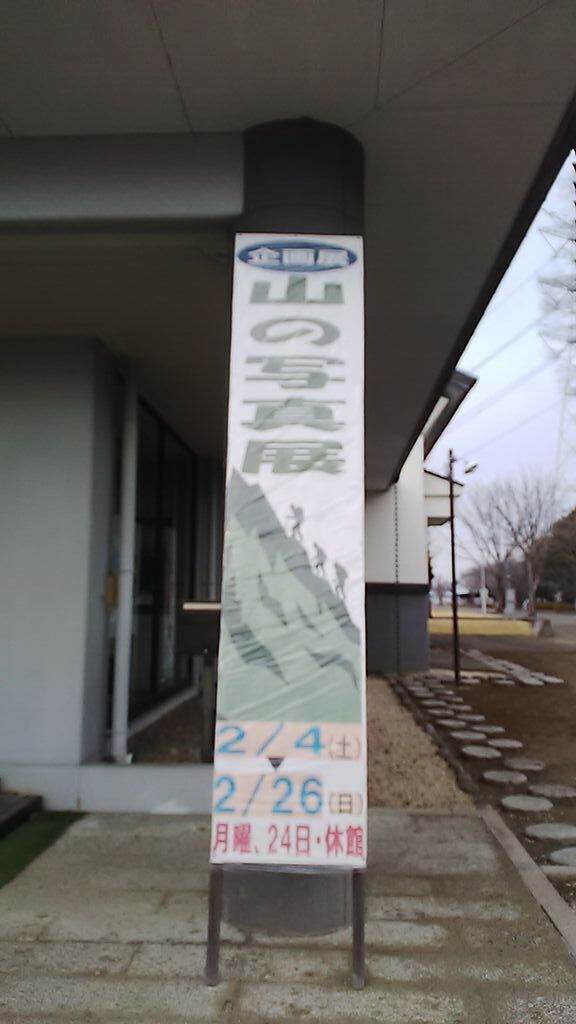 企画展
山の写真展
2/4(土)
▼
2/26(日)
月曜、24日・休館